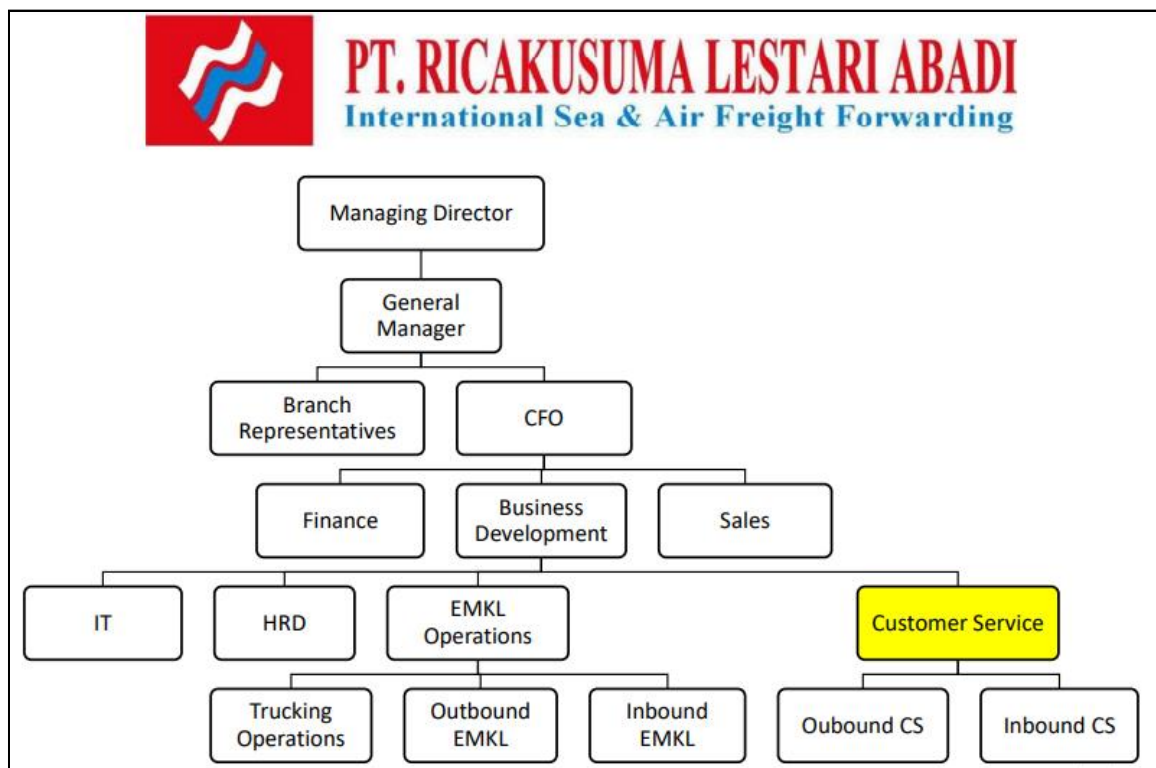 PT. RICAKUSUMA LESTARI ABADI
International Sea & Air Freight Forwarding
Managing Director
General
Manager
Branch
Representatives
CFO
Finance
Business
Development
Sales
IT
HRD
EMKL
Operations
Customer Service
Trucking
Operations
Outbound
EMKL
Inbound
EMKL
Oubound CS
Inbound CS